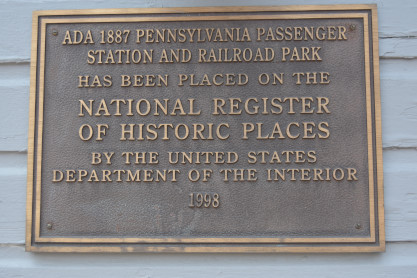 ADA 1887 PENNSYLVANIA PASSENGER
STATION AND RAILROAD PARK
HAS BEEN PLACED ON THE
NATIONAL REGISTER
OF HISTORIC PLACES
BY THE UNITED STATES
DEPARTMENT OF THE INTERIOR
1998